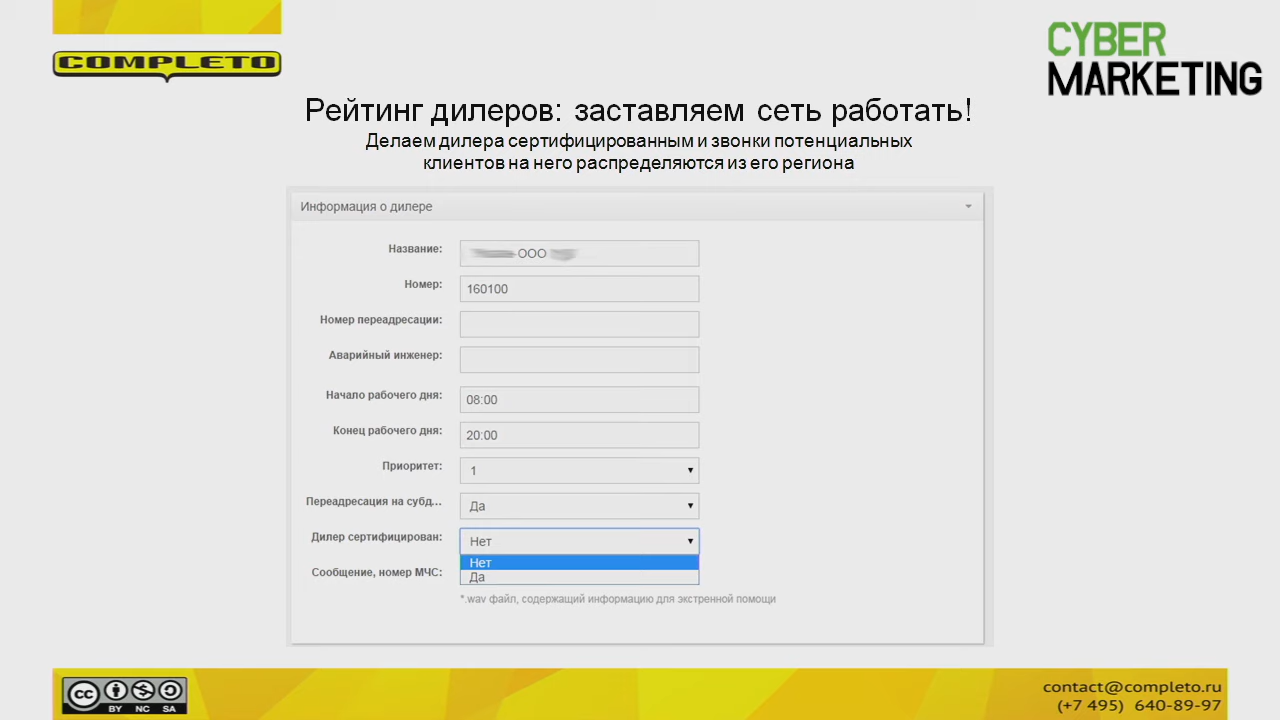 COMPLETO
CYBER
MARKETING
Рейтинг дилеров: заставляем сеть работать!
Делаем дилера сертифицированным и звонки потенциальных
клиентов на него распределяются из его региона
Информация о дилере
Название: -ООО
Номер: 160100
Номер переадресации:
Аварийный инженер:
Начало рабочего дня: 08:00
Конец рабочего дня: 20:00
Приоритет: 1
Переадресация на субд... Да
Дилер сертифицирован: Нет
Нет
Сообщение, номер МЧС: Да
*.wav файл, содержащий информацию для экстренной помощи
cc BY NC SA
contact@completo.ru
(+7 495) 640-89-97